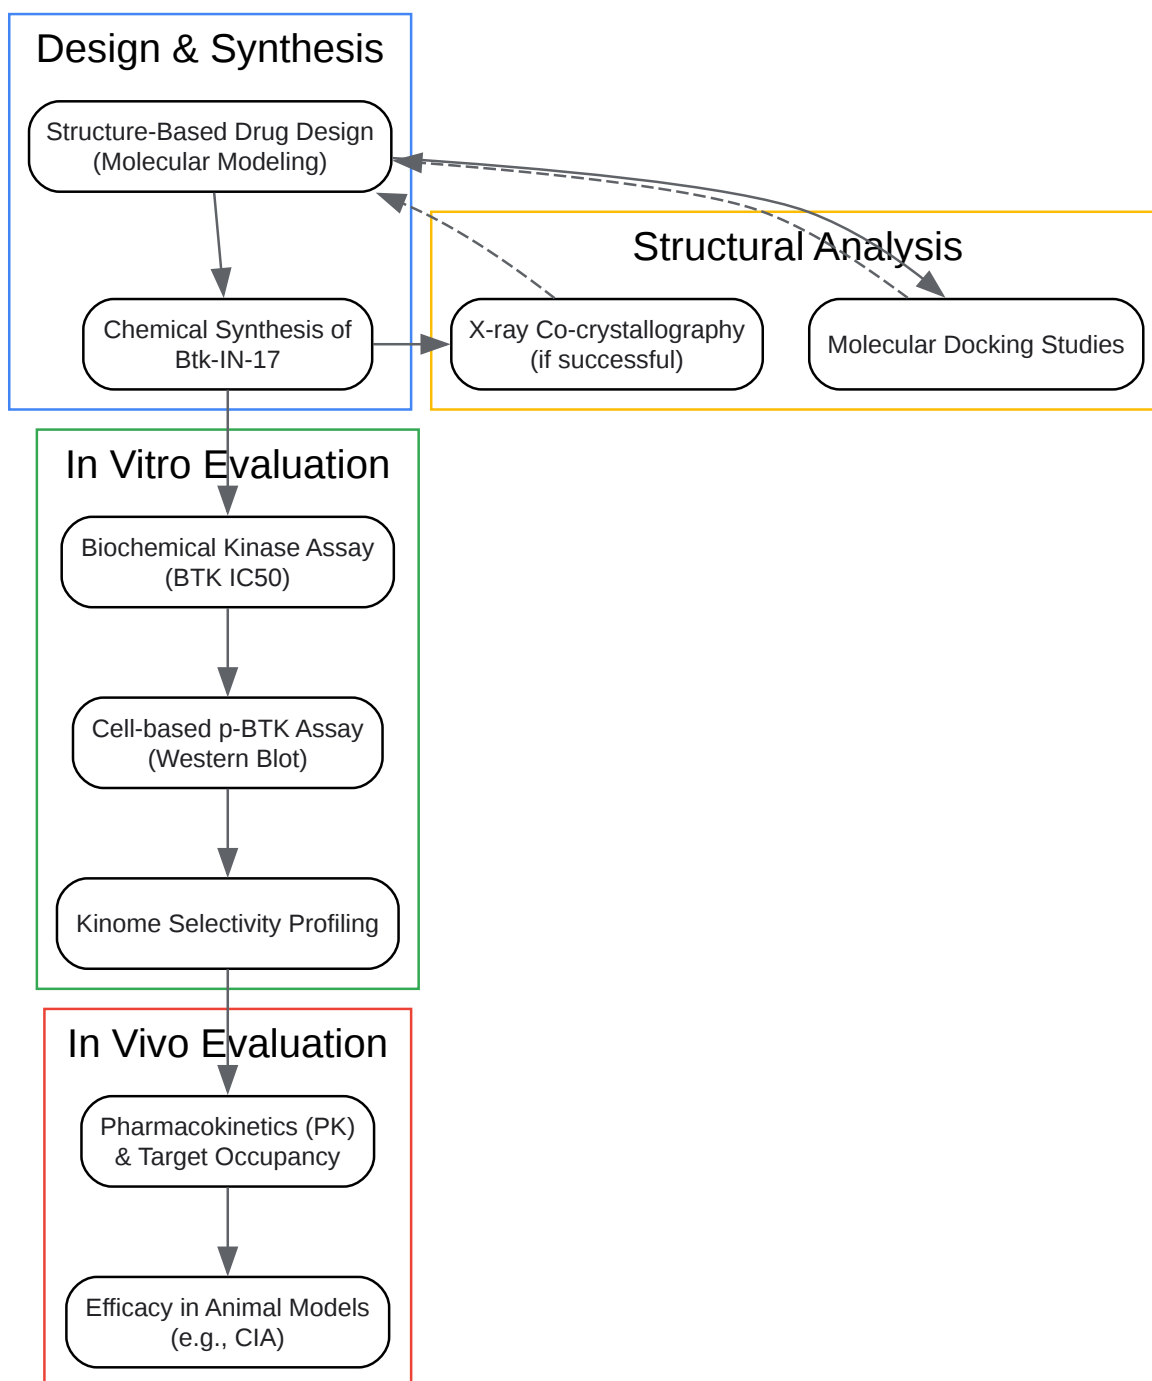 Design & Synthesis
Structure-Based Drug Design
(Molecular Modeling)
Structural Analysis
Chemical Synthesis of
Btk-IN-17
X-ray Co-crystallography
(if successful)
Molecular Docking Studies
In Vitro Evaluation
Biochemical Kinase Assay
(BTK IC50)
Cell-based p-BTK Assay
(Western Blot)
Kinome Selectivity Profiling
In Vivo Evaluation
Pharmacokinetics (PK)
& Target Occupancy
Efficacy in Animal Models
(e.g., CIA)